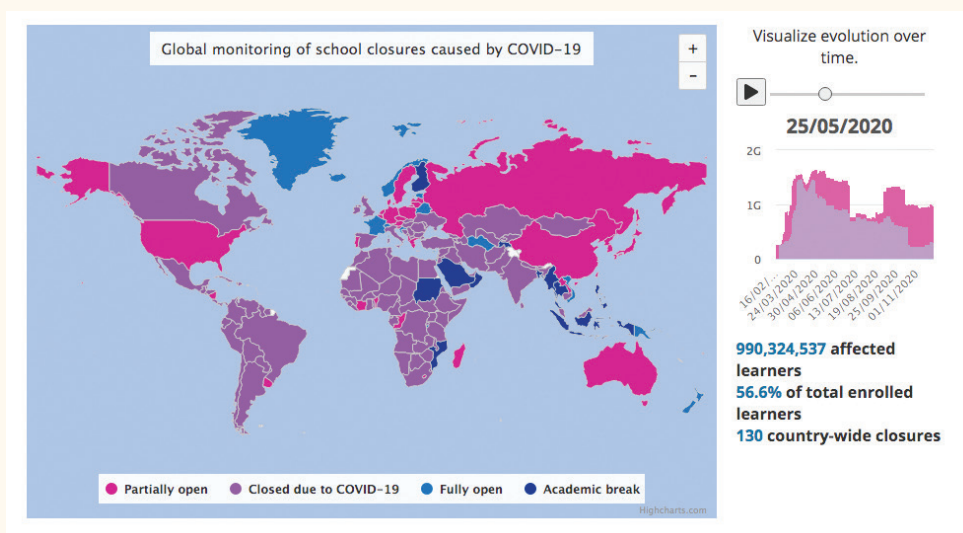 Global monitoring of school closures caused by COVID-19
+
-
Partially open
Closed due to COVID-19
Fully open
Academic break
Highcharts.com
Visualize evolution over
time.
25/05/2020
2G
1G
0
16/02/...
24/03/2020
30/04/2020
06/06/2020
13/07/2020
19/08/2020
25/09/2020
01/11/2020
990,324,537 affected
learners
56.6% of total enrolled
learners
130 country-wide closures